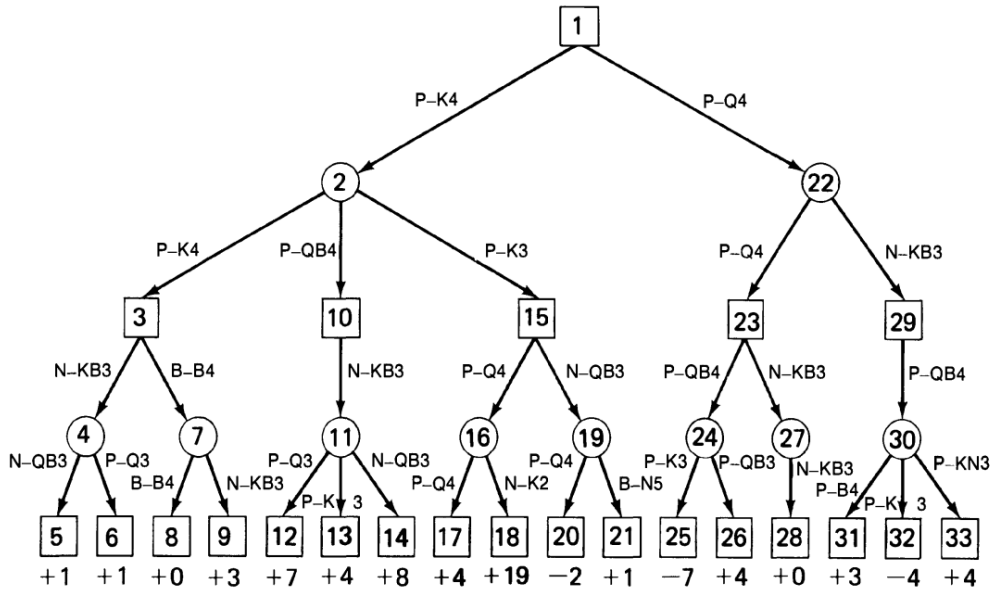 1
P–K4 P–Q4
2 22
P–K4 P–QB4 P–K3 P–Q4 N–KB3
3 10 15 23 29
N–KB3 B–B4 N–KB3 P–Q4 N–QB3 P–QB4 N–KB3 P–QB4
4 7 11 16 19 24 27 30
N–QB3 P–Q3 B–B4 N–KB3 P–Q3 P–K 3 N–QB3 P–Q4 N–K2 P–Q4 B–N5 P–K3 P–QB3 N–KB3 P–B4 P–K 3 P–KN3
5 6 8 9 12 13 14 17 18 20 21 25 26 28 31 32 33
+1 +1 +0 +3 +7 +4 +8 +4 +19 −2 +1 −7 +4 +0 +3 −4 +4